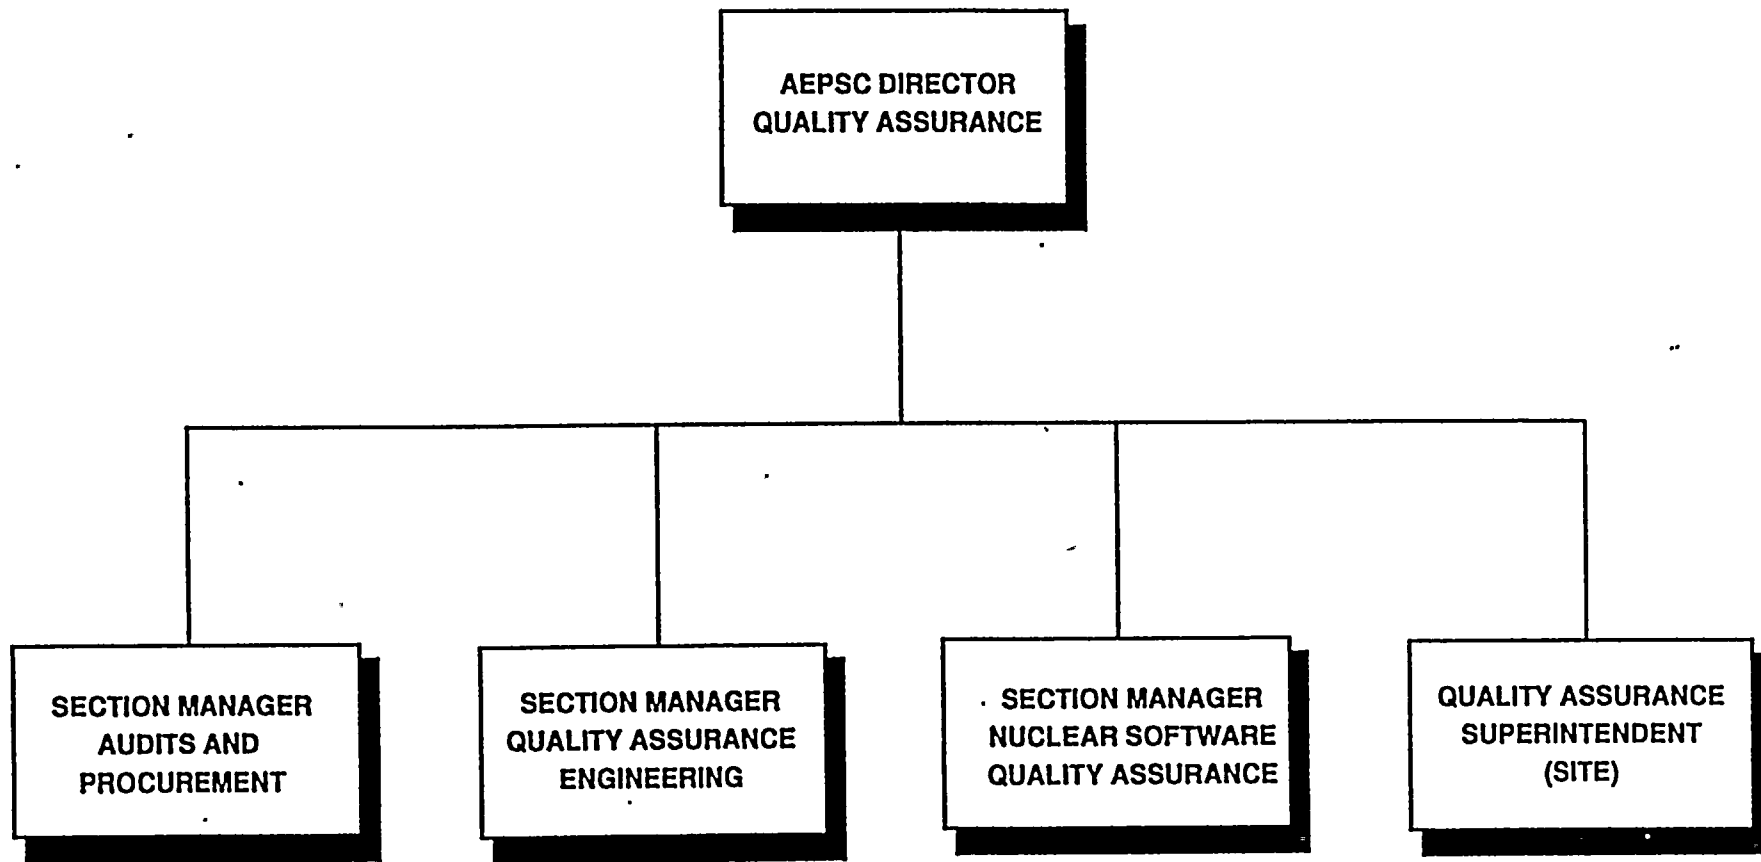 AEPSC DIRECTOR
QUALITY ASSURANCE
SECTION MANAGER
AUDITS AND
PROCUREMENT
SECTION MANAGER
QUALITY ASSURANCE
ENGINEERING
SECTION MANAGER
NUCLEAR SOFTWARE
QUALITY ASSURANCE
QUALITY ASSURANCE
SUPERINTENDENT
(SITE)